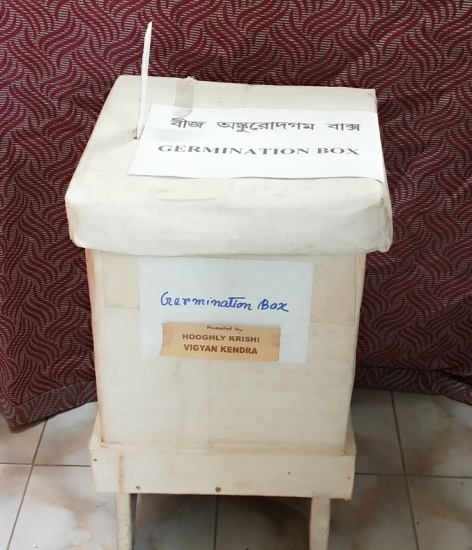 বীজ অঙ্কুরোদগম বাক্স
GERMINATION BOX
Germination Box
Promoted by:
HOOGHLY KRISHI
VIGYAN KENDRA